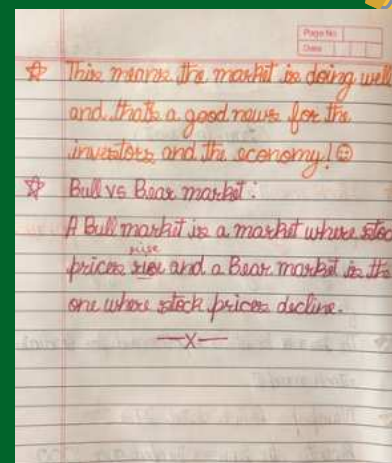 Page No
Date
This means the market is doing well
and thats a good news for the
investors and the economy!
Bull vs Bear market:
A Bull market is a market where stoc
rise
prices rise and a Bear market is the
one where stock prices decline.
—x—